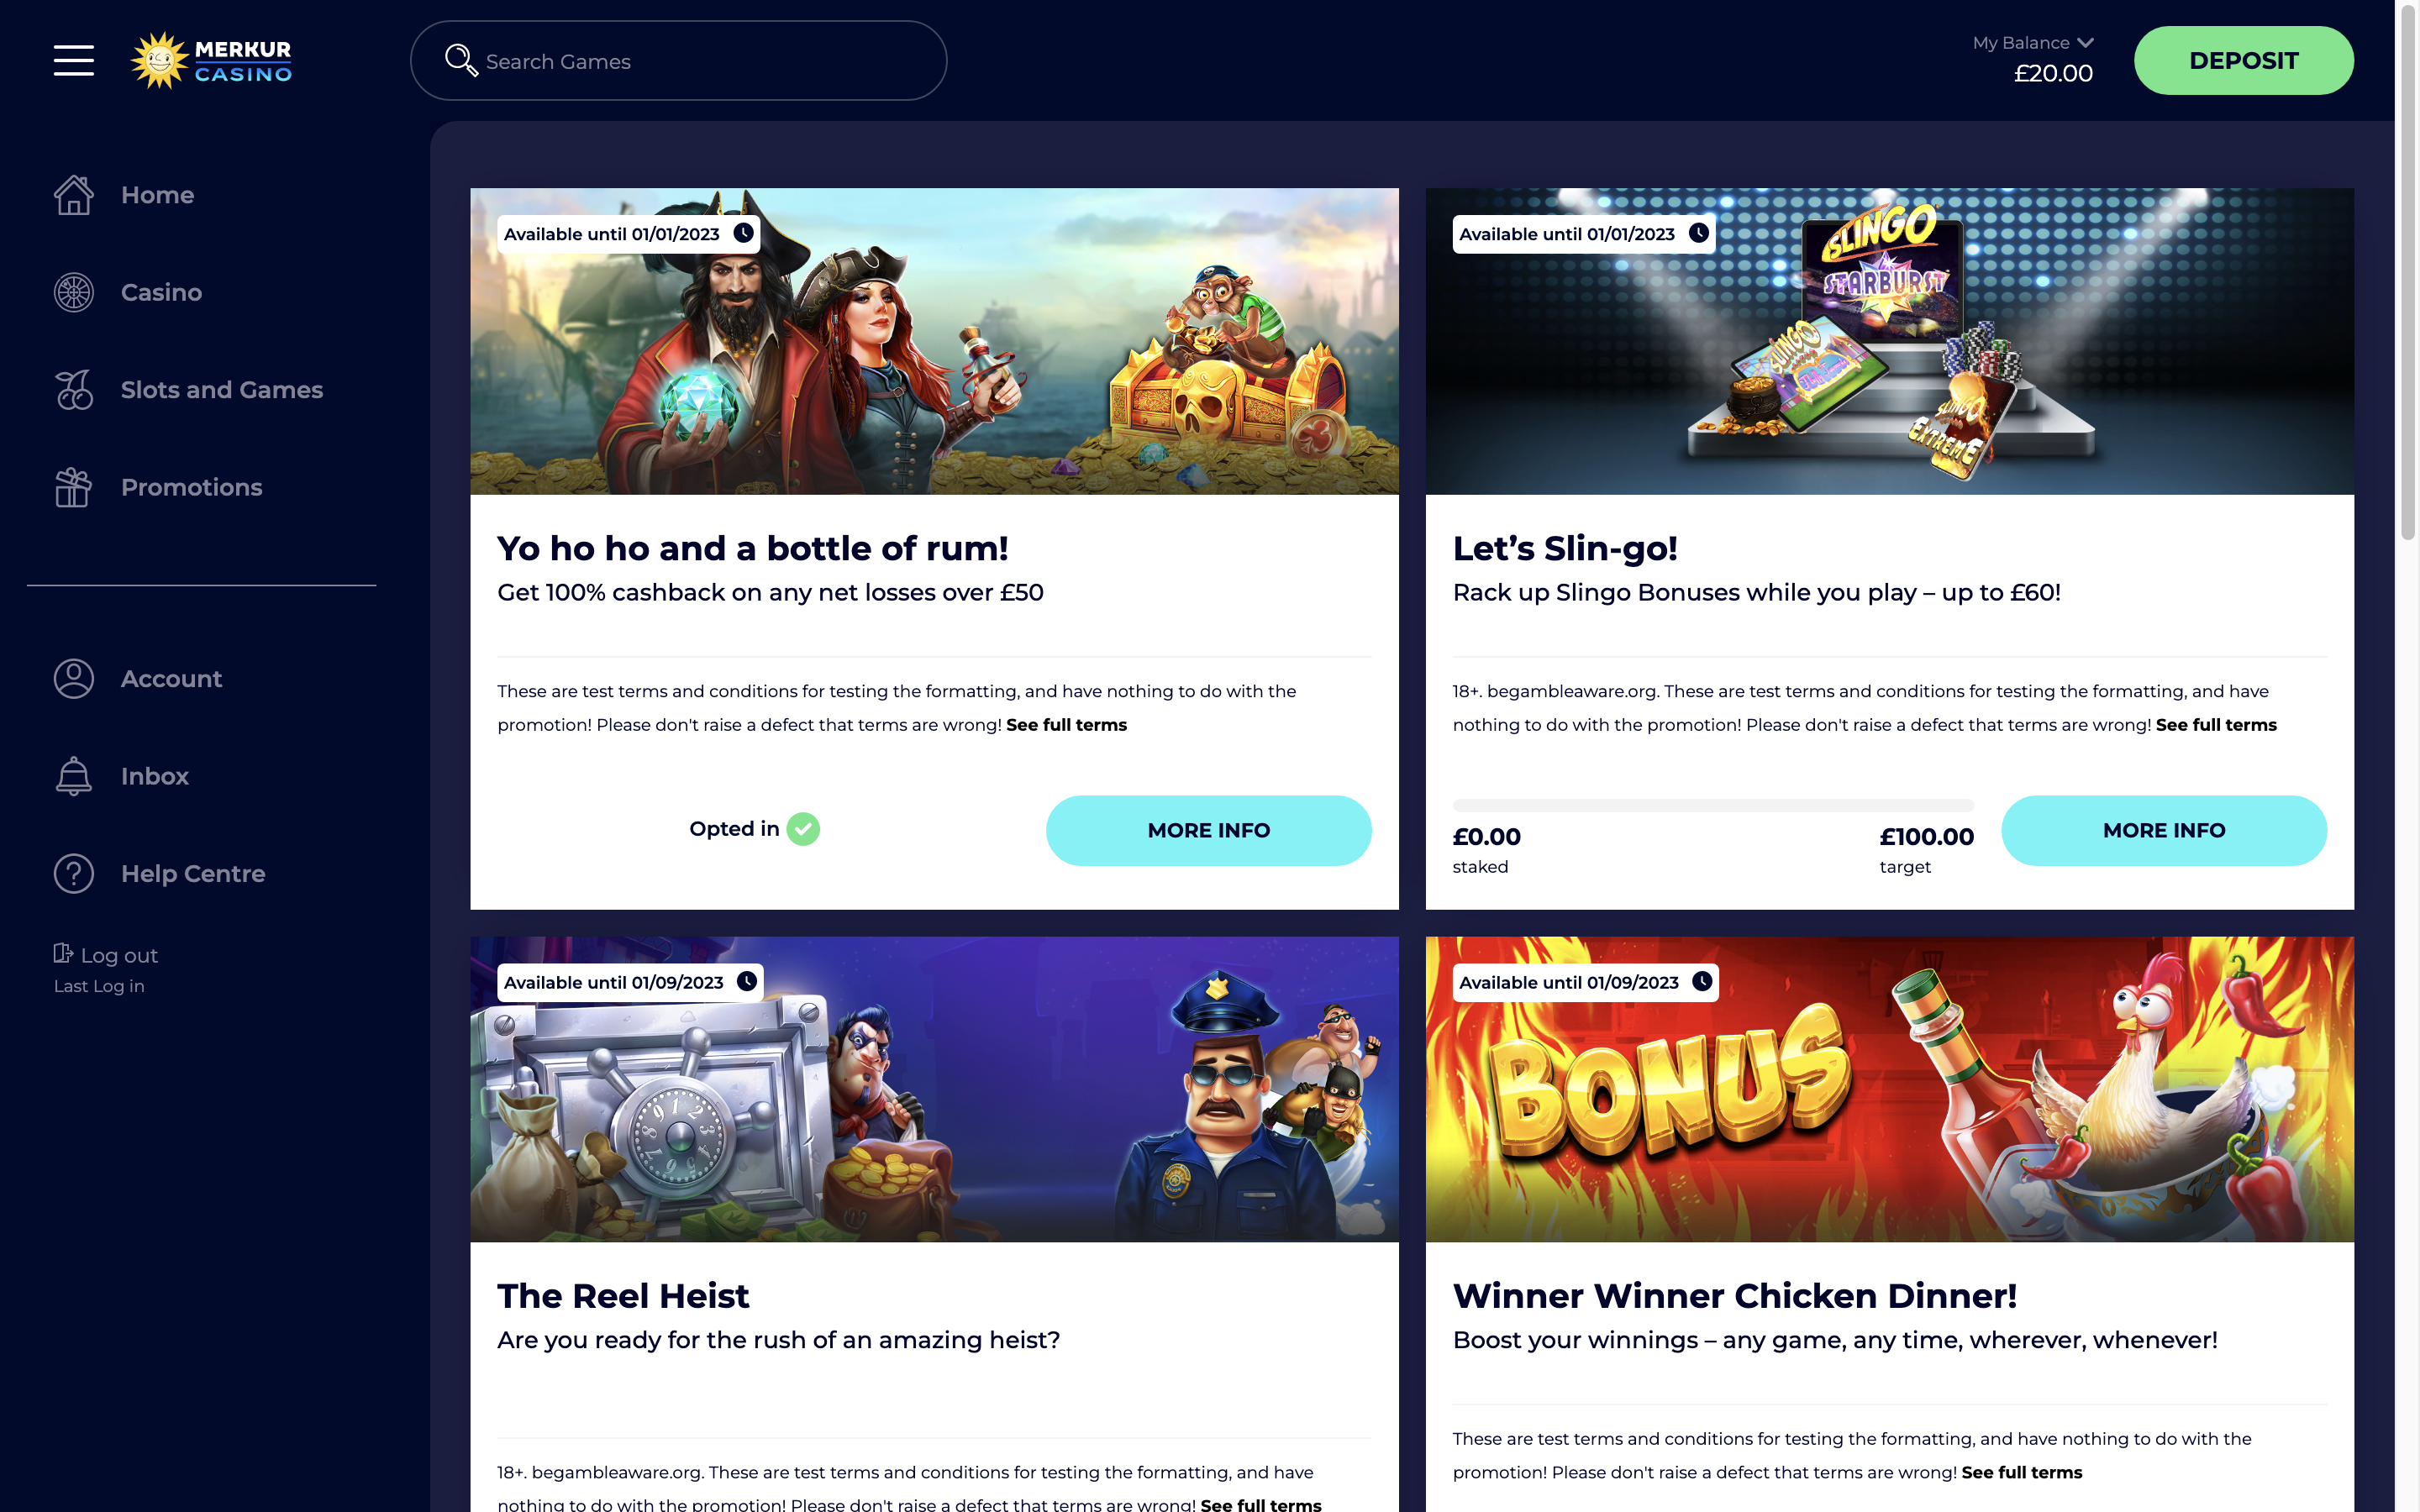 MERKUR
CASINO
Search Games
My Balance
£20.00
DEPOSIT
Home
Casino
Slots and Games
Promotions
Account
Inbox
Help Centre
Log out
Last Log in
Available until 01/01/2023
Yo ho ho and a bottle of rum!
Get 100% cashback on any net losses over £50
These are test terms and conditions for testing the formatting, and have nothing to do with the
promotion! Please don't raise a defect that terms are wrong! See full terms
Opted in
MORE INFO
Available until 01/01/2023
SLINGO
STARBURST
SLINGO
SLINGO
EXTREME
Let’s Slin-go!
Rack up Slingo Bonuses while you play – up to £60!
18+. begambleaware.org. These are test terms and conditions for testing the formatting, and have
nothing to do with the promotion! Please don't raise a defect that terms are wrong! See full terms
£0.00
staked
£100.00
target
MORE INFO
Available until 01/09/2023
The Reel Heist
Are you ready for the rush of an amazing heist?
18+. begambleaware.org. These are test terms and conditions for testing the formatting, and have
nothing to do with the promotion! Please don't raise a defect that terms are wrong! See full terms
Available until 01/09/2023
BONUS
Winner Winner Chicken Dinner!
Boost your winnings – any game, any time, wherever, whenever!
These are test terms and conditions for testing the formatting, and have nothing to do with the
promotion! Please don't raise a defect that terms are wrong! See full terms